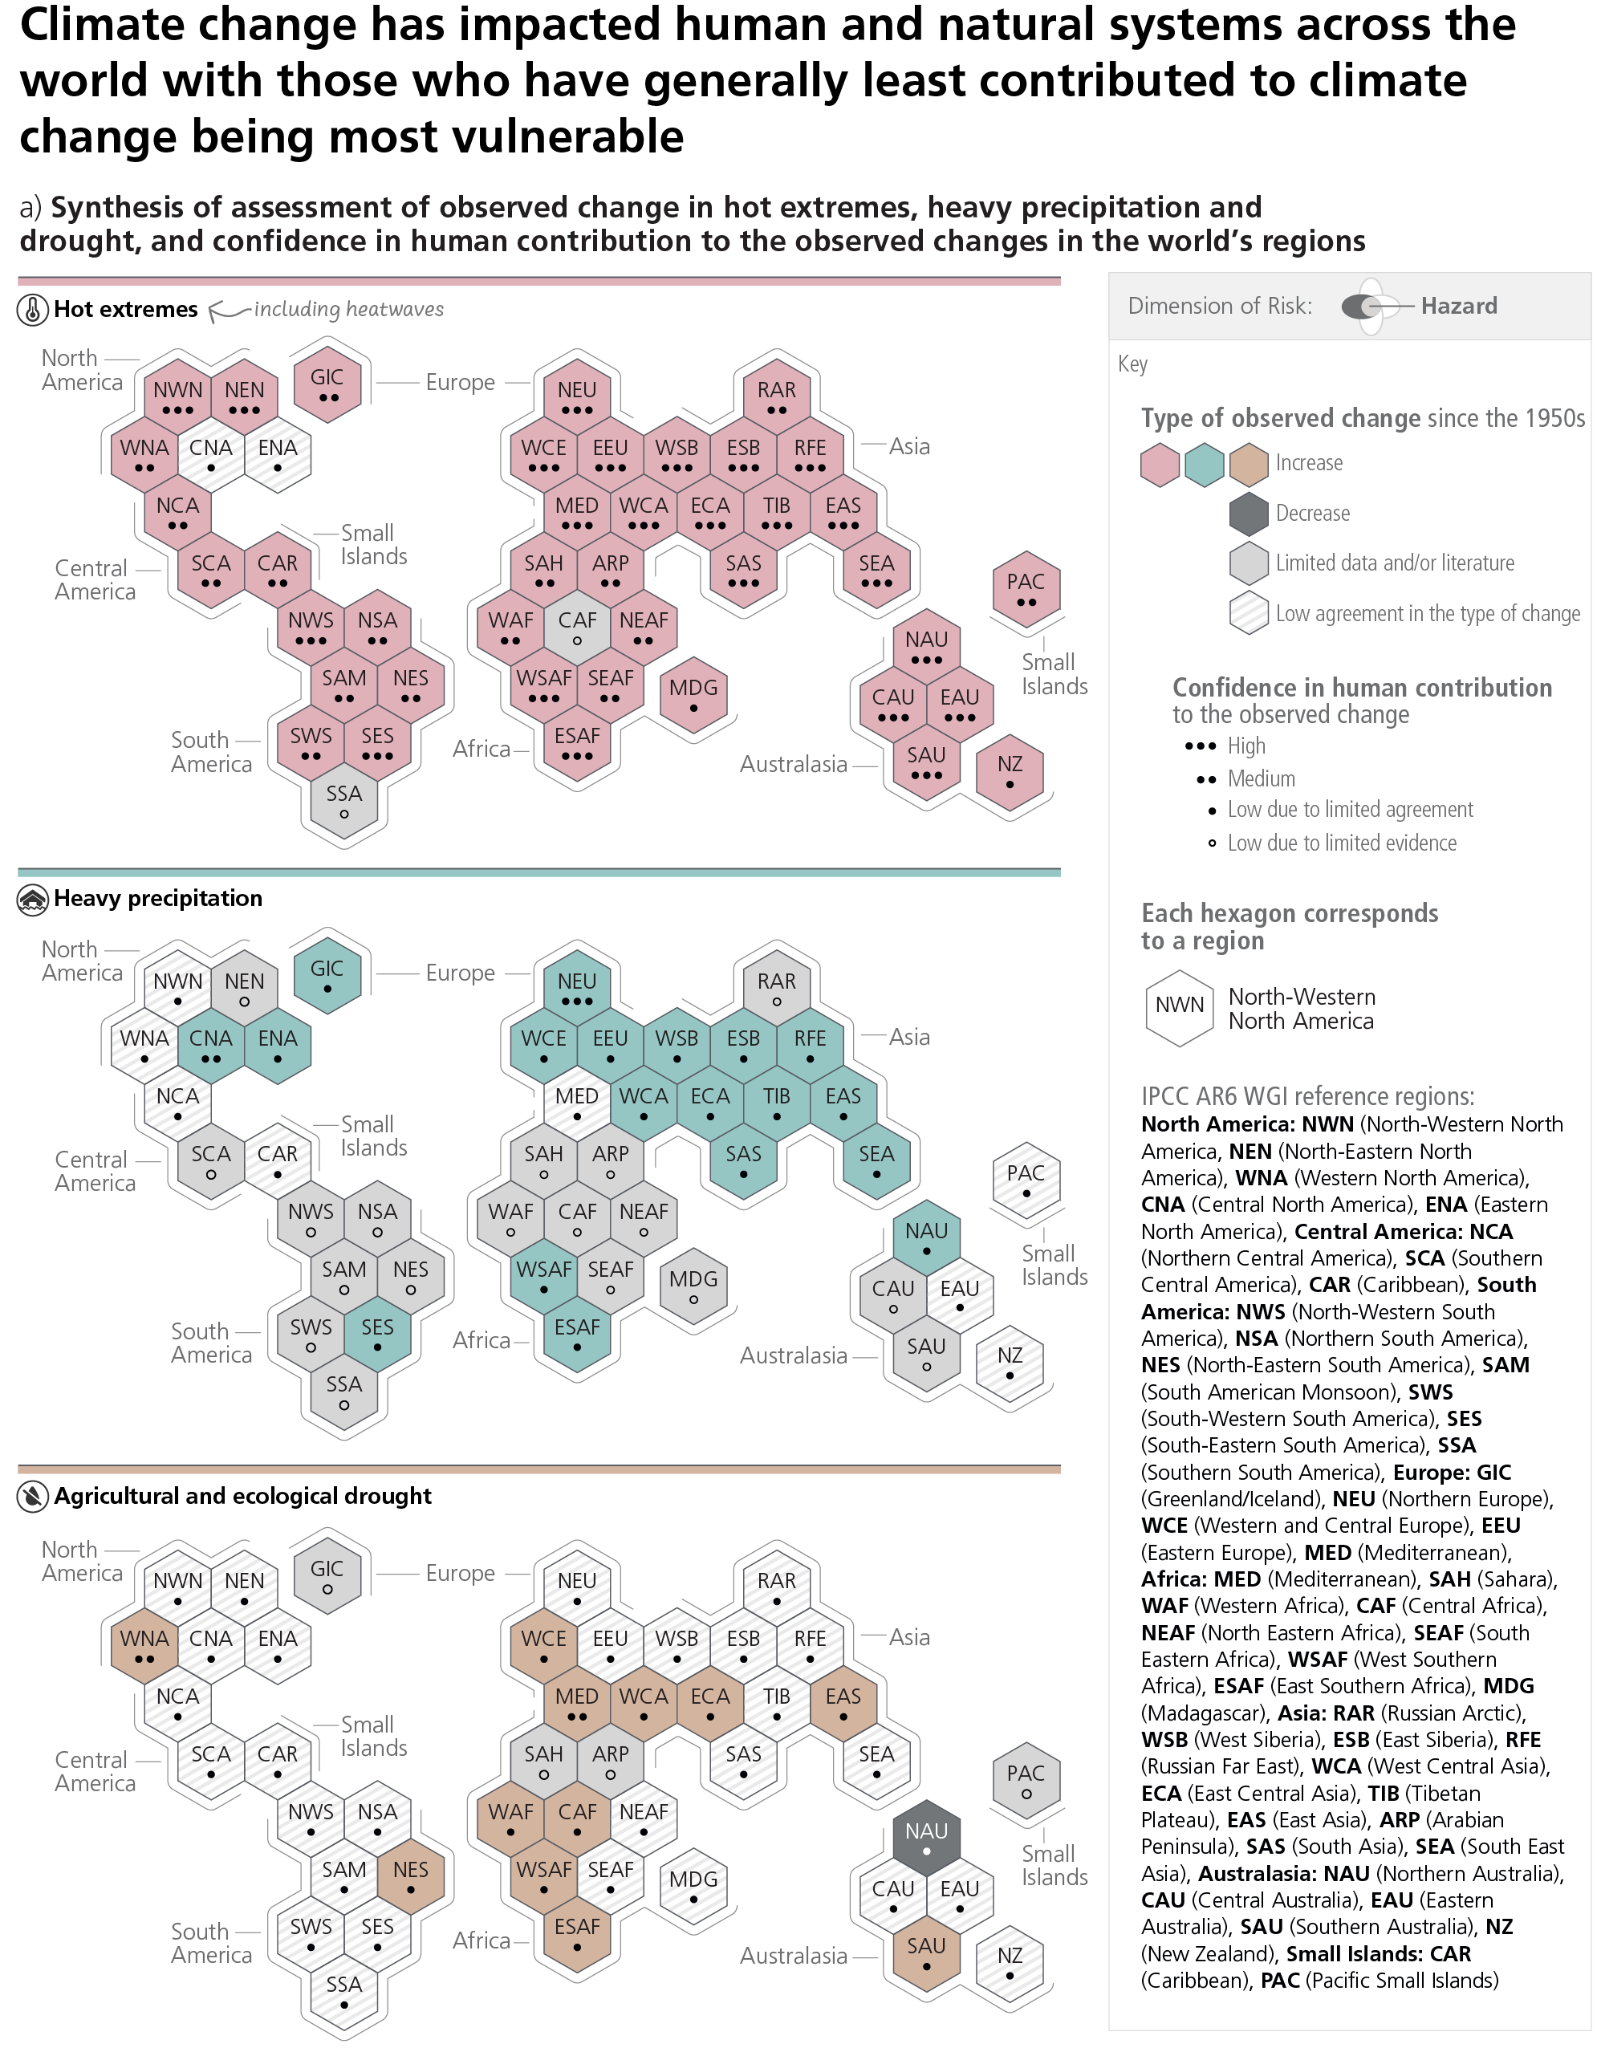 Climate change has impacted human and natural systems across the
world with those who have generally least contributed to climate
change being most vulnerable
a) Synthesis of assessment of observed change in hot extremes, heavy precipitation and
drought, and confidence in human contribution to the observed changes in the world's regions
Hot extremes including heatwaves
North
America
NWN NEN GIC
WNA CNA ENA
NCA
Small
Islands
Central
America
SCA CAR
NWS NSA
SAM NES
South
America
SWS SES
SSA
Europe
NEU RAR
WCE EEU WSB ESB RFE
Asia
MED WCA ECA TIB EAS
SAH ARP SAS SEA
WAF CAF NEAF
WSAF SEAF MDG
Africa
ESAF
PAC
Small
Islands
NAU
CAU EAU
Australasia
SAU NZ
Heavy precipitation
North
America
NWN NEN GIC
WNA CNA ENA
NCA
Small
Islands
Central
America
SCA CAR
NWS NSA
SAM NES
South
America
SWS SES
SSA
Europe
NEU RAR
WCE EEU WSB ESB RFE
Asia
MED WCA ECA TIB EAS
SAH ARP SAS SEA
WAF CAF NEAF
WSAF SEAF MDG
Africa
ESAF
PAC
Small
Islands
NAU
CAU EAU
Australasia
SAU NZ
Agricultural and ecological drought
North
America
NWN NEN GIC
WNA CNA ENA
NCA
Small
Islands
Central
America
SCA CAR
NWS NSA
SAM NES
South
America
SWS SES
SSA
Europe
NEU RAR
WCE EEU WSB ESB RFE
Asia
MED WCA ECA TIB EAS
SAH ARP SAS SEA
WAF CAF NEAF
WSAF SEAF MDG
Africa
ESAF
PAC
Small
Islands
NAU
CAU EAU
Australasia
SAU NZ
Dimension of Risk: Hazard
Key
Type of observed change since the 1950s
Increase
Decrease
Limited data and/or literature
Low agreement in the type of change
Confidence in human contribution
to the observed change
High
Medium
Low due to limited agreement
Low due to limited evidence
Each hexagon corresponds
to a region
NWN
North-Western
North America
IPCC AR6 WGI reference regions:
North America: NWN (North-Western North
America, NEN (North-Eastern North
America), WNA (Western North America),
CNA (Central North America), ENA (Eastern
North America), Central America: NCA
(Northern Central America), SCA (Southern
Central America), CAR (Caribbean), South
America: NWS (North-Western South
America), NSA (Northern South America),
NES (North-Eastern South America), SAM
(South American Monsoon), SWS
(South-Western South America), SES
(South-Eastern South America), SSA
(Southern South America), Europe: GIC
(Greenland/Iceland), NEU (Northern Europe),
WCE (Western and Central Europe), EEU
(Eastern Europe), MED (Mediterranean),
Africa: MED (Mediterranean), SAH (Sahara),
WAF (Western Africa), CAF (Central Africa),
NEAF (North Eastern Africa), SEAF (South
Eastern Africa), WSAF (West Southern
Africa), ESAF (East Southern Africa), MDG
(Madagascar), Asia: RAR (Russian Arctic),
WSB (West Siberia), ESB (East Siberia), RFE
(Russian Far East), WCA (West Central Asia),
ECA (East Central Asia), TIB (Tibetan
Plateau), EAS (East Asia), ARP (Arabian
Peninsula), SAS (South Asia), SEA (South East
Asia), Australasia: NAU (Northern Australia),
CAU (Central Australia), EAU (Eastern
Australia), SAU (Southern Australia), NZ
(New Zealand), Small Islands: CAR
(Caribbean), PAC (Pacific Small Islands)